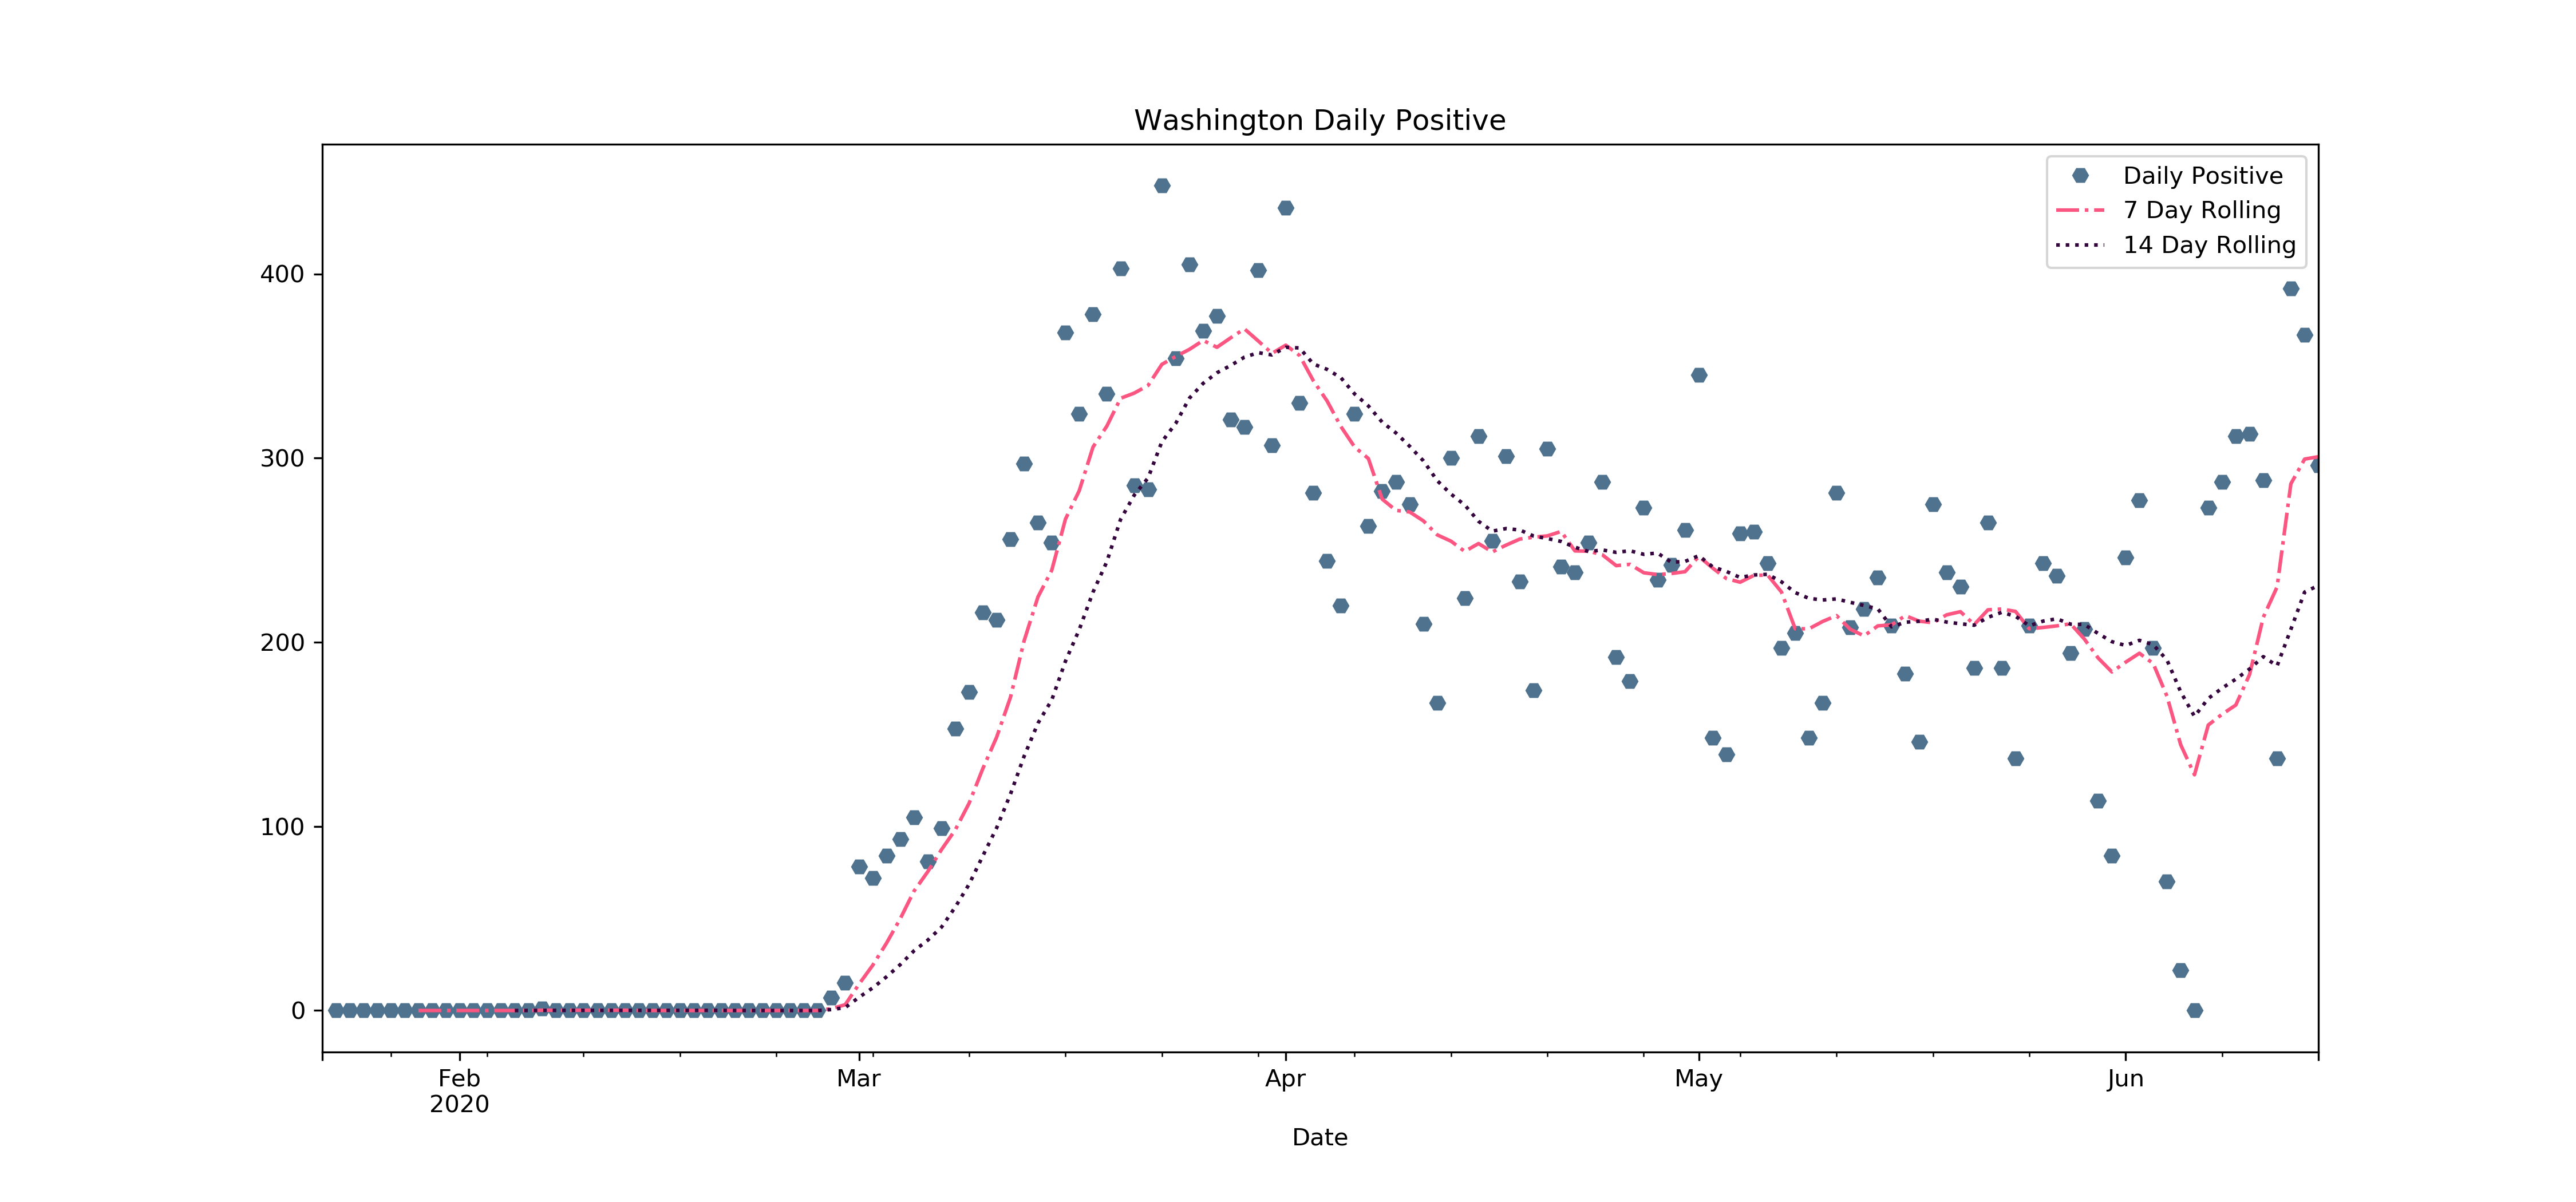 Washington Daily Positive
Daily Positive
7 Day Rolling
14 Day Rolling
400
300
200
100
0
Feb
2020
Mar
Apr
May
Jun
Date